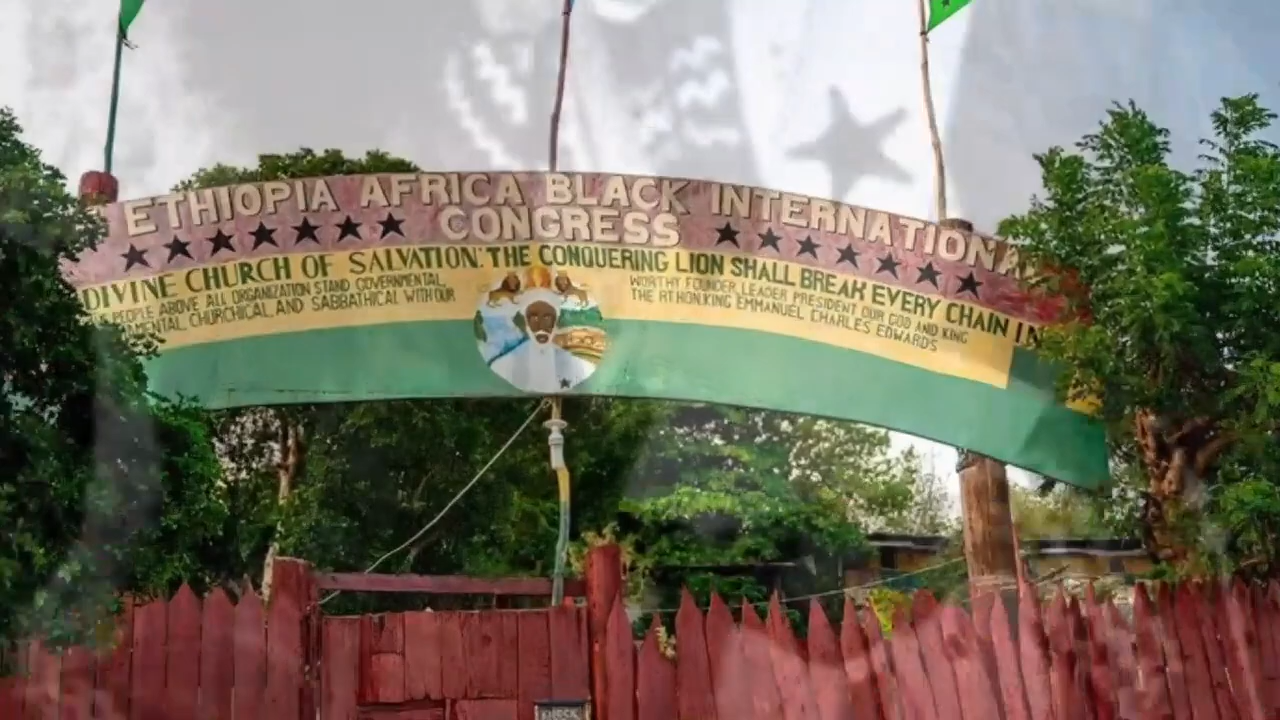 ETHIOPIA AFRICA BLACK INTERNATIONAL
CONGRESS
DIVINE CHURCH OF SALVATION. THE CONQUERING LION SHALL BREAK EVERY CHAIN IN
PEOPLE ABOVE ALL ORGANIZATION STAND GOVERNMENTAL,
CHURCHICAL, AND SABBATHICAL WITH OUR
WORTHY FOUNDER LEADER PRESIDENT OUR GOD AND KING
THE RT.HON.KING EMMANUEL CHARLES EDWARDS